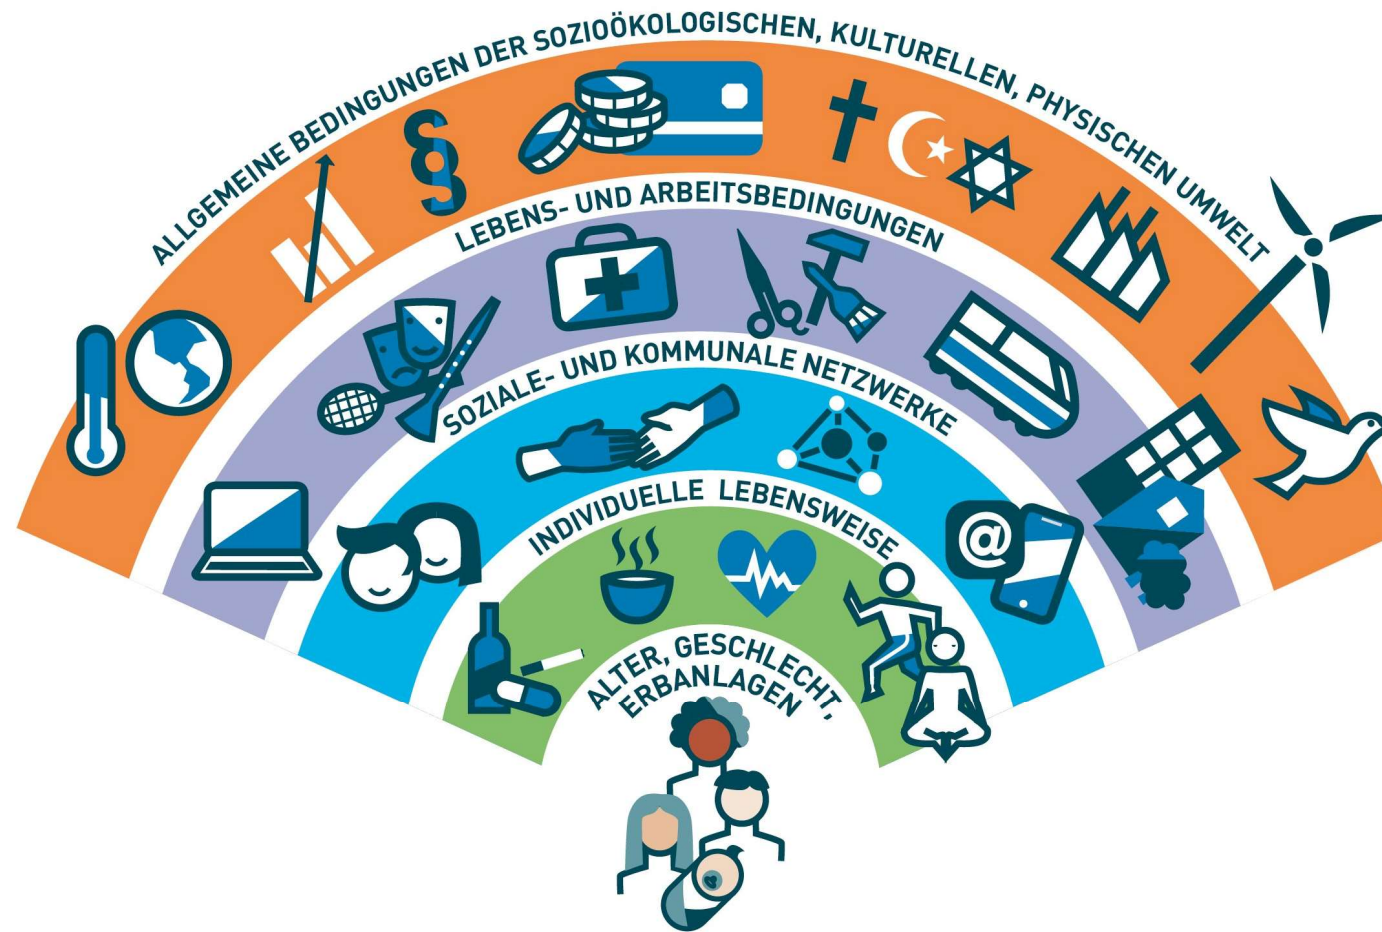 ALLGEMEINE BEDINGUNGEN DER SOZIOÖKOLOGISCHEN, KULTURELLEN, PHYSISCHEN UMWELT
LEBENS- UND ARBEITSBEDINGUNGEN
SOZIALE- UND KOMMUNALE NETZWERKE
INDIVIDUELLE LEBENSWEISE
ALTER, GESCHLECHT,
ERBANLAGEN